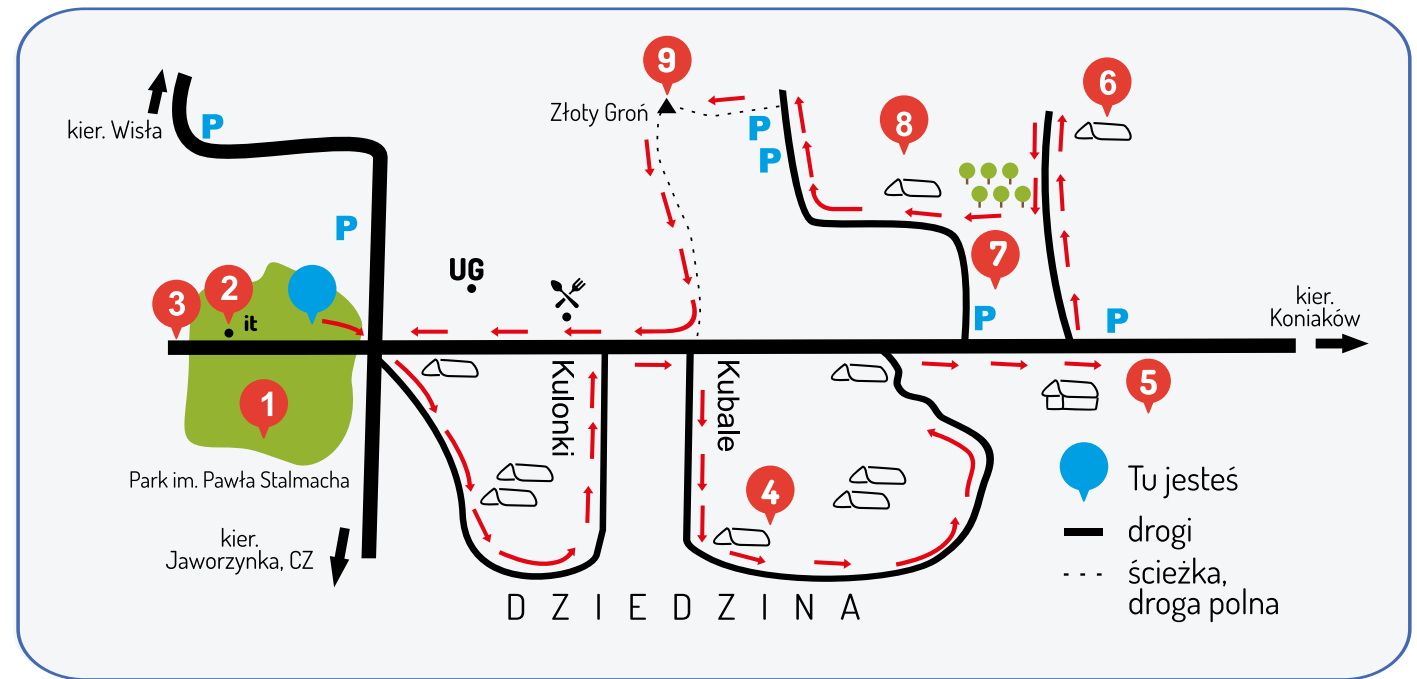 9
6
Złoty Groń
8
kier. Wisła
P
P
P
P
7
3
2
it
UG
P
P
kier.
Koniaków
1
Kulonki
Kubale
5
Park im. Pawła Stalmacha
4
Tu jesteś
kier.
Jaworzynka, CZ
drogi
ścieżka,
droga polna
DZIEDZINA